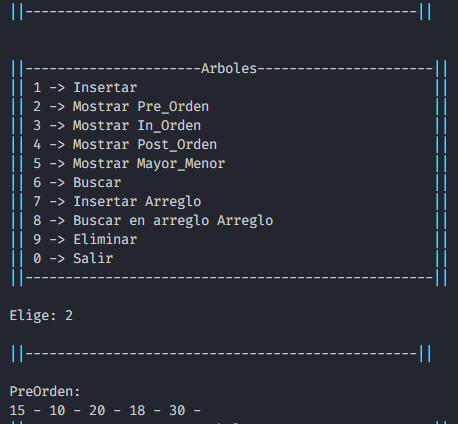 ||-------------------------------------------------||
||----------------------Arboles----------------------||
|| 1 -> Insertar ||
|| 2 -> Mostrar Pre_Orden ||
|| 3 -> Mostrar In_Orden ||
|| 4 -> Mostrar Post_Orden ||
|| 5 -> Mostrar Mayor_Menor ||
|| 6 -> Buscar ||
|| 7 -> Insertar Arreglo ||
|| 8 -> Buscar en arreglo Arreglo ||
|| 9 -> Eliminar ||
|| 0 -> Salir ||
||---------------------------------------------------||
Elige: 2
||-------------------------------------------------||
PreOrden:
15 - 10 - 20 - 18 - 30 -